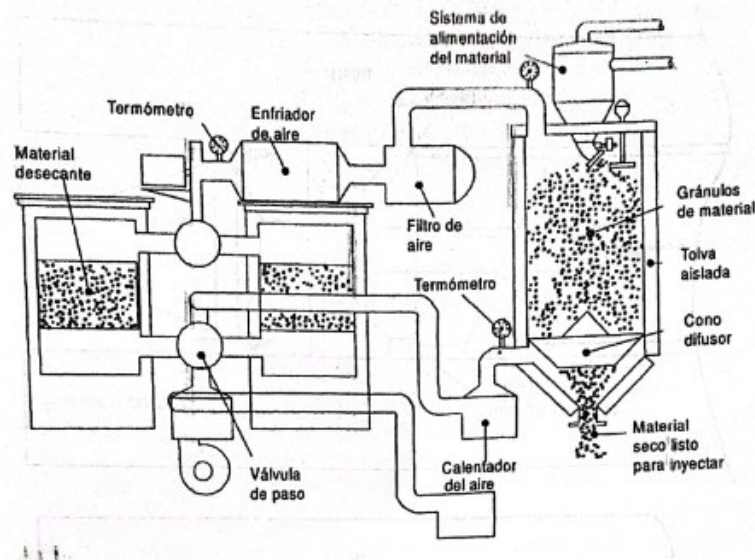 Sistema de
alimentación
del material
Termómetro
Enfriador
de aire
Material
desecante
Filtro de
aire
Gránulos
de material
Tolva
aislada
Termómetro
Cono
difusor
Válvula
de paso
Calentador
del aire
Material
seco listo
para inyectar